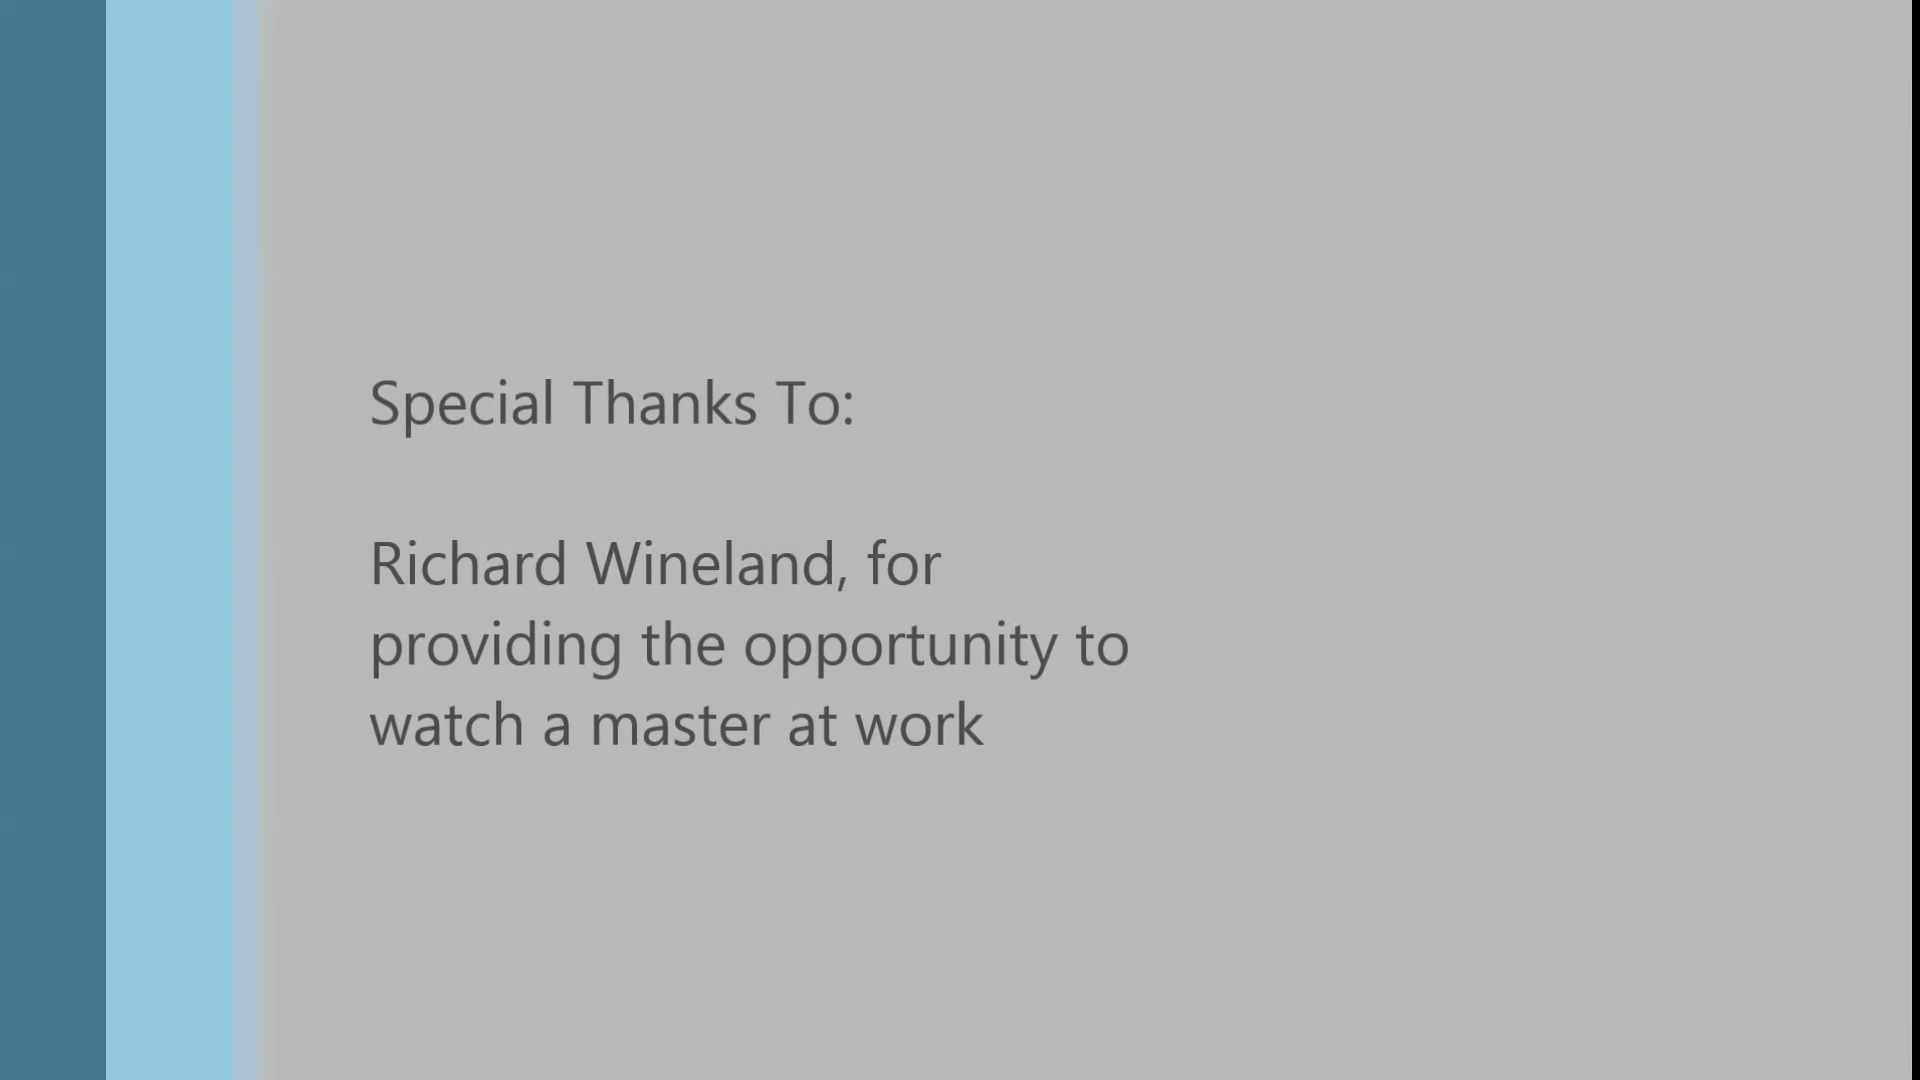 Special Thanks To:
Richard Wineland, for
providing the opportunity to
watch a master at work